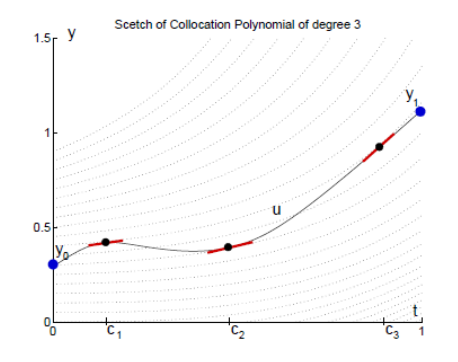 Scetch of Collocation Polynomial of degree 3
1.5
y
y1
1
0.5
u
y0
0
t
0
c1
c2
c3
1